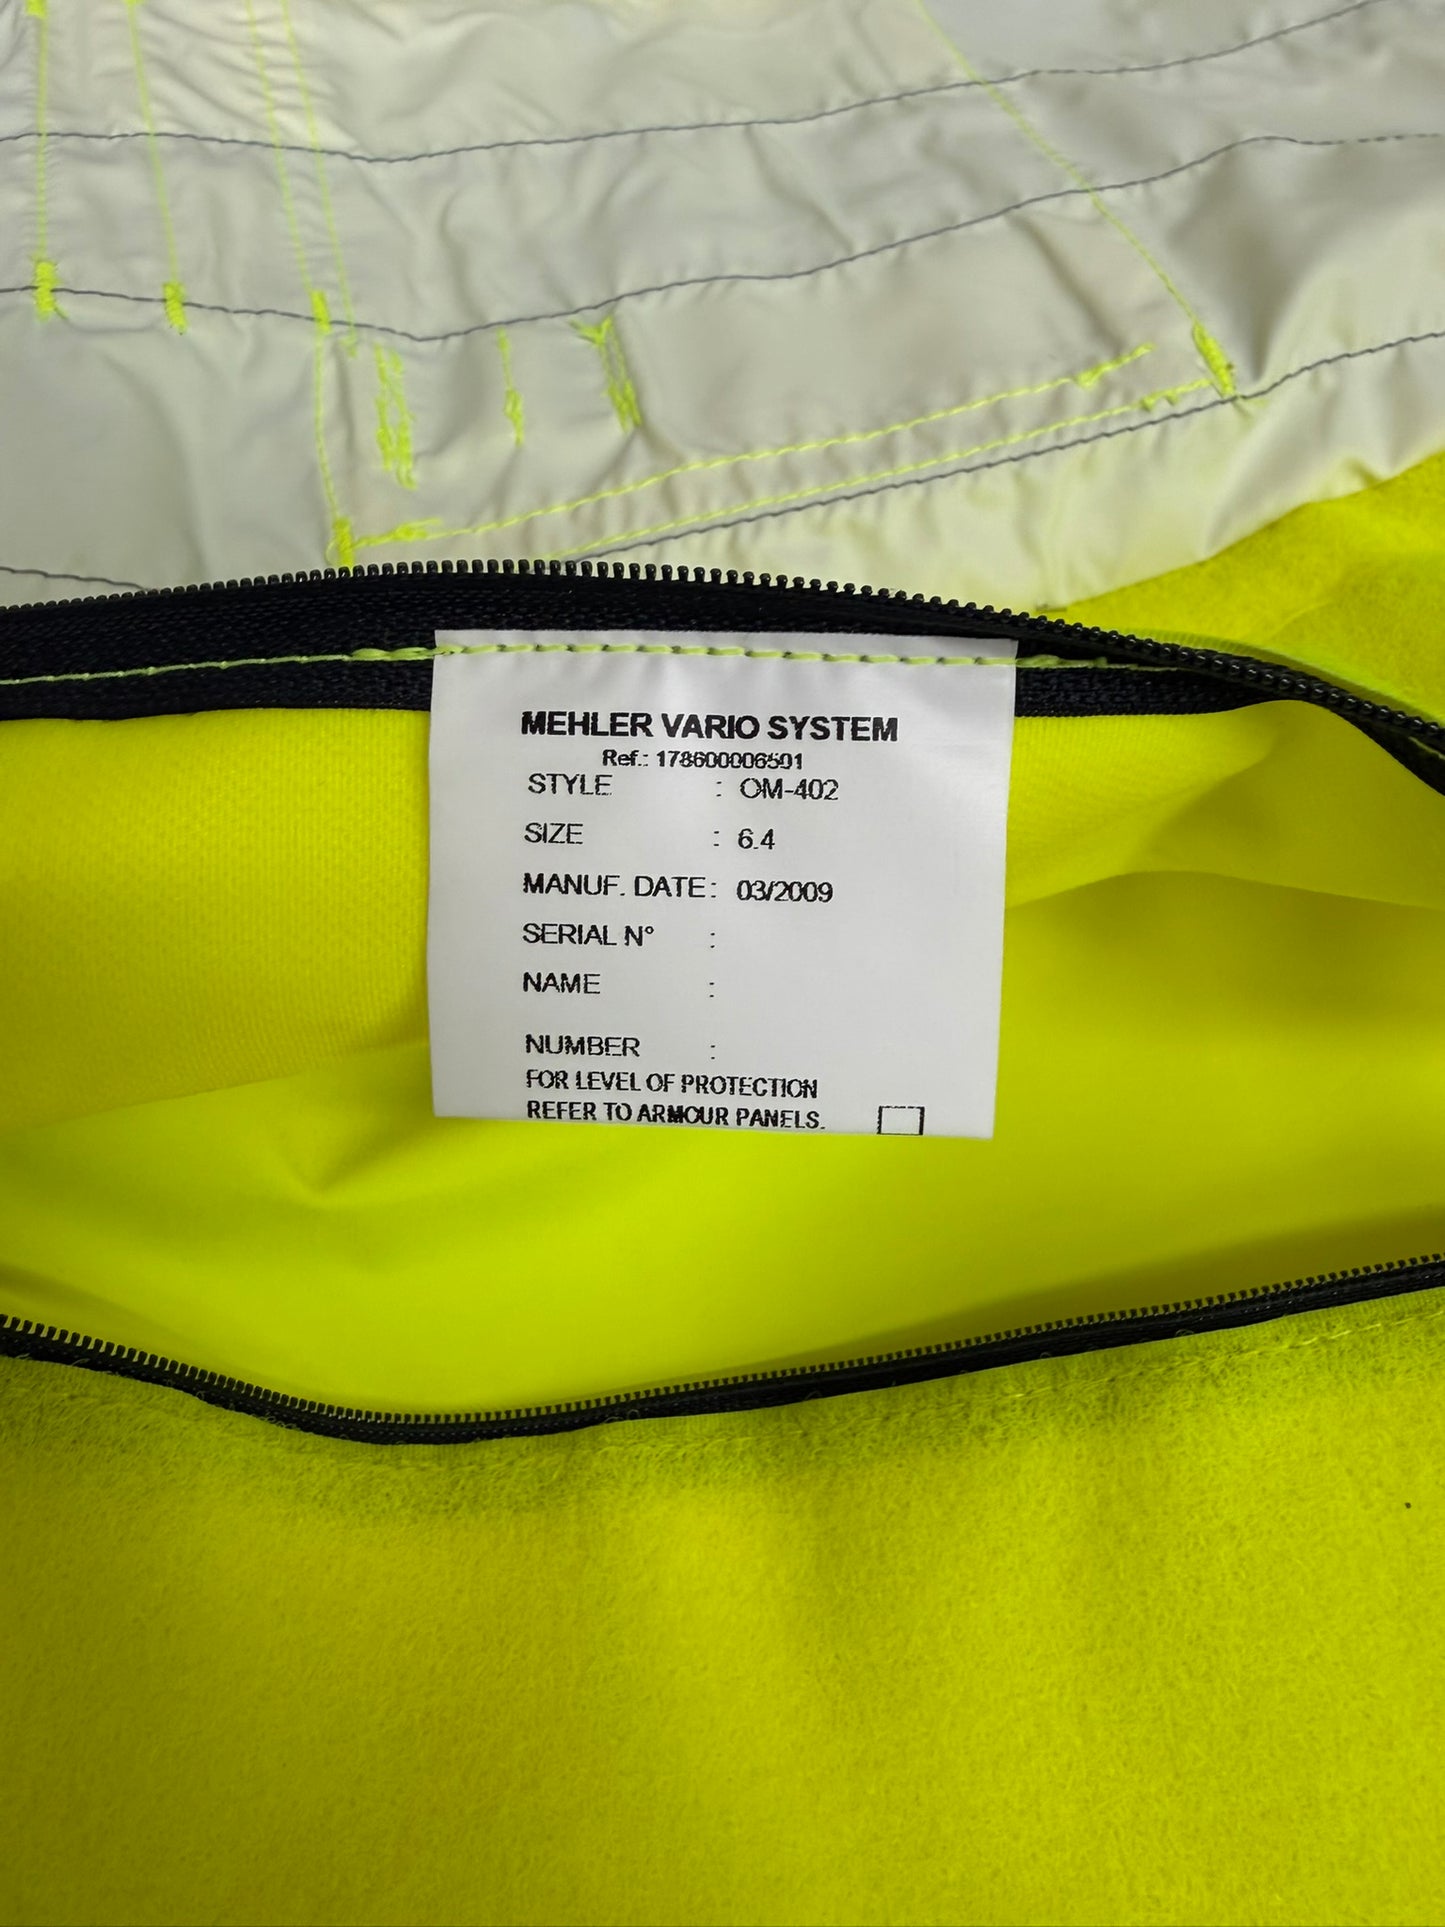 MEHLER VARIO SYSTEM
Ref.: 178600006501
STYLE : OM-402
SIZE : 6.4
MANUF. DATE : 03/2009
SERIAL N° :
NAME :
NUMBER :
FOR LEVEL OF PROTECTION
REFER TO ARMOUR PANELS.